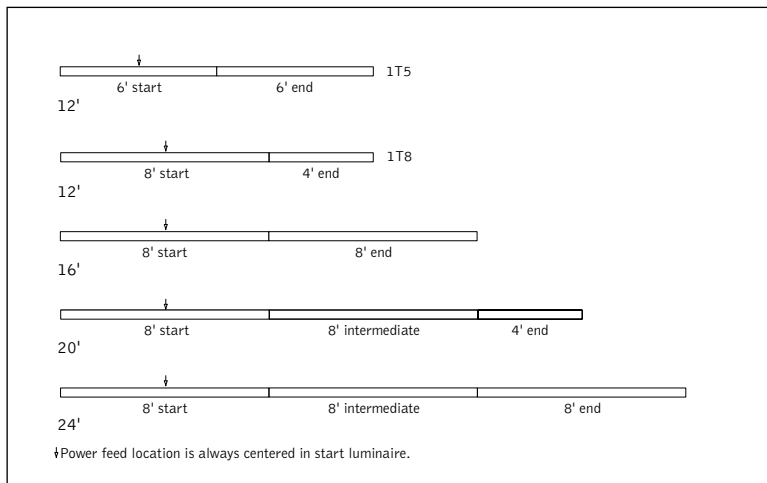 1T5
6' start 6' end
12'
1T8
8' start 4' end
12'
8' start 8' end
16'
8' start 8' intermediate 4' end
20'
8' start 8' intermediate 8' end
24'
Power feed location is always centered in start luminaire.